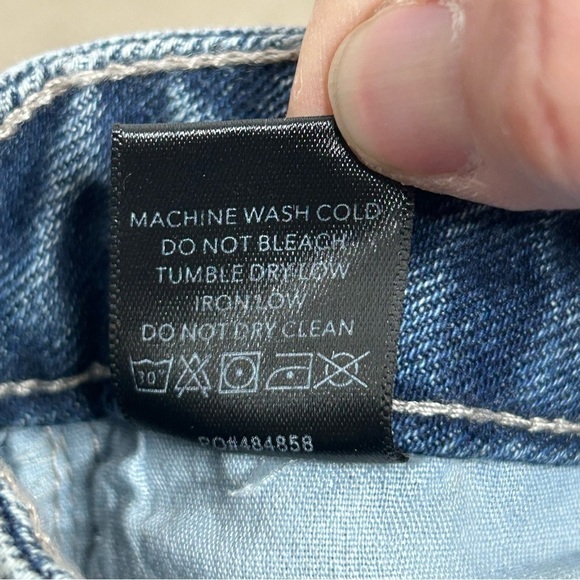 MACHINE WASH COLD
DO NOT BLEACH
TUMBLE DRY LOW
IRON LOW
DO NOT DRY CLEAN
30°
PO#484858